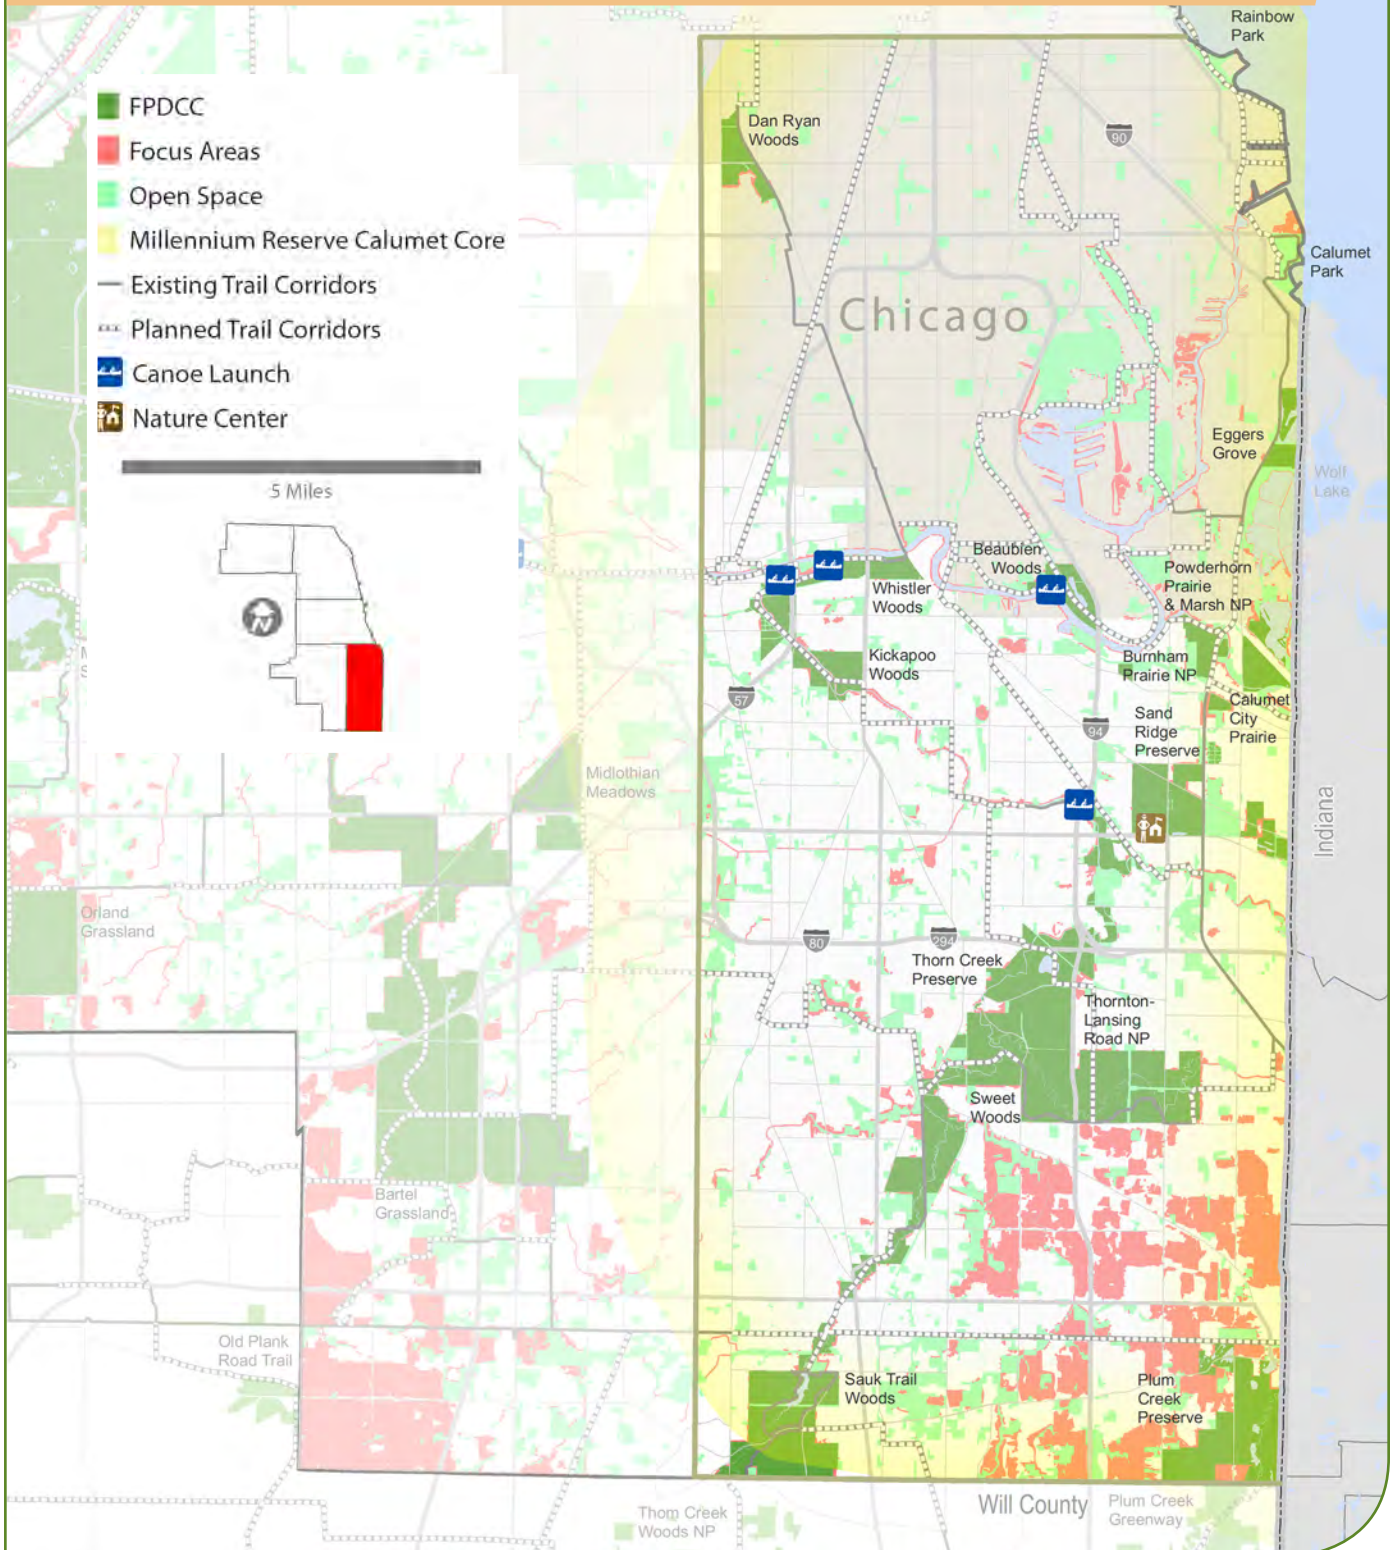 Rainbow
Park
FPDCC
Focus Areas
Open Space
Millennium Reserve Calumet Core
Existing Trail Corridors
Planned Trail Corridors
Canoe Launch
Nature Center
5 Miles
N
Dan Ryan
Woods
90
Calumet
Park
Chicago
Eggers
Grove
Wolf
Lake
Beaubien
Woods
Powderhorn
Prairie
& Marsh NP
Whistler
Woods
Kickapoo
Woods
Burnham
Prairie NP
57
94
Calumet
City
Prairie
Sand
Ridge
Preserve
Midlothian
Meadows
Indiana
Orland
Grassland
80
294
Thorn Creek
Preserve
Thornton-
Lansing
Road NP
Sweet
Woods
Bartel
Grassland
Old Plank
Road Trail
Sauk Trail
Woods
Plum
Creek
Preserve
Will County
Plum Creek
Greenway
Thorn Creek
Woods NP